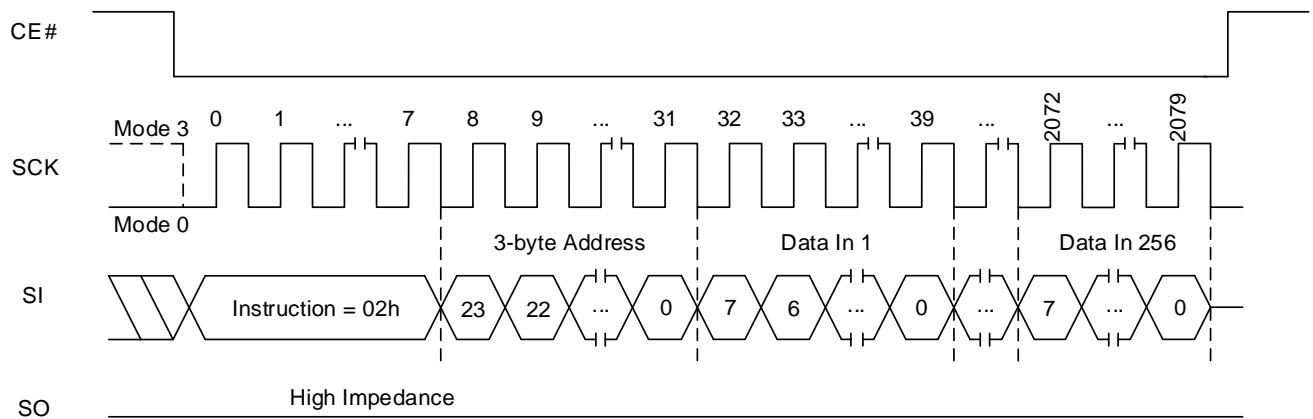 CE#
0 1 ... 7 8 9 ... 31 32 33 ... 39 ... 2072 ... 2079
Mode 3
SCK
Mode 0
3-byte Address Data In 1 Data In 256
SI Instruction = 02h 23 22 ... 0 7 6 ... 0 ... 7 ... 0
High Impedance
SO